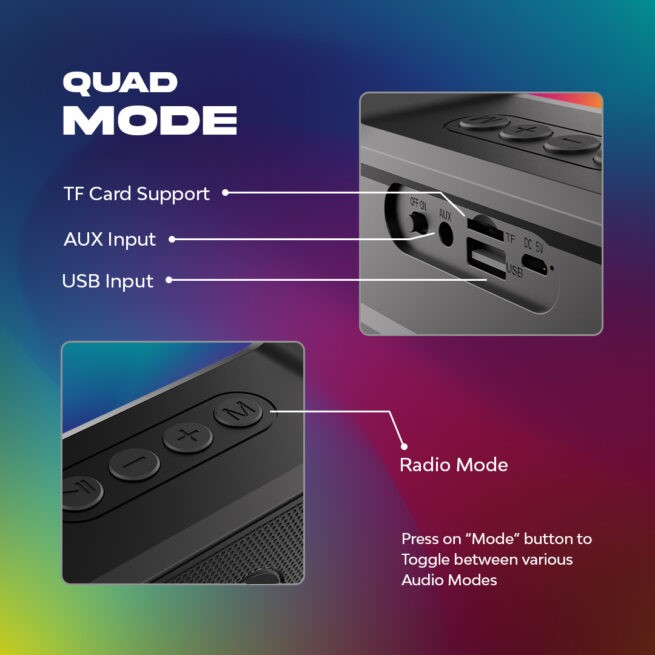 QUAD
MODE
TF Card Support
AUX Input
USB Input
OFF ON
AUX
TF
DC 5V
USB
M
+
−
M
+
−
Radio Mode
Press on “Mode” button to
Toggle between various
Audio Modes